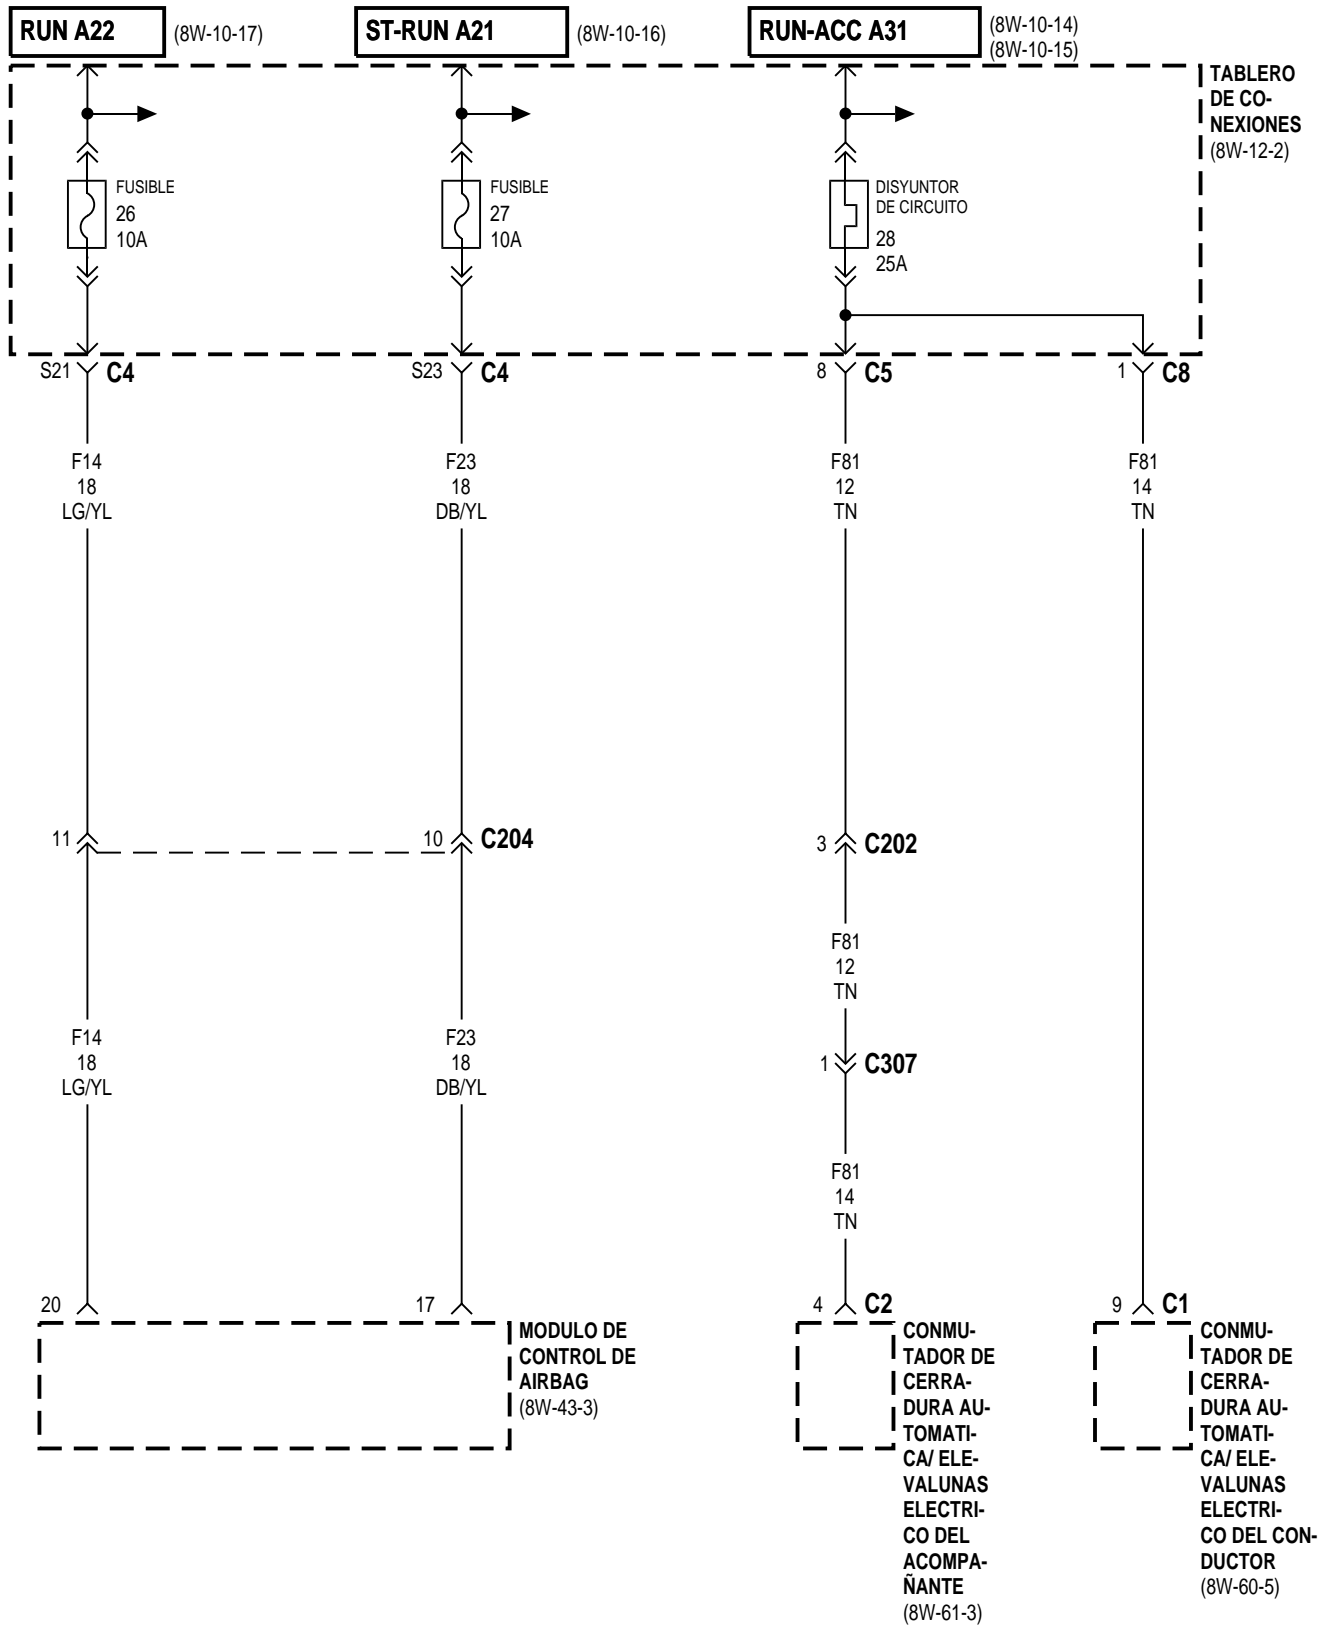 RUN A22
(8W-10-17)
ST-RUN A21
(8W-10-16)
RUN-ACC A31
(8W-10-14)
(8W-10-15)
TABLERO
DE CO-
NEXIONES
(8W-12-2)
FUSIBLE
26
10A
FUSIBLE
27
10A
DISYUNTOR
DE CIRCUITO
28
25A
S21
C4
S23
C4
8
C5
1
C8
F14
18
LG/YL
F23
18
DB/YL
F81
12
TN
F81
14
TN
11
10
C204
3
C202
F81
12
TN
F14
18
LG/YL
F23
18
DB/YL
1
C307
F81
14
TN
20
17
4
C2
9
C1
MODULO DE
CONTROL DE
AIRBAG
(8W-43-3)
CONMU-
TADOR DE
CERRA-
DURA AU-
TOMATI-
CA/ ELE-
VALUNAS
ELECTRI-
CO DEL
ACOMPA-
ÑANTE
(8W-61-3)
CONMU-
TADOR DE
CERRA-
DURA AU-
TOMATI-
CA/ ELE-
VALUNAS
ELECTRI-
CO DEL CON-
DUCTOR
(8W-60-5)